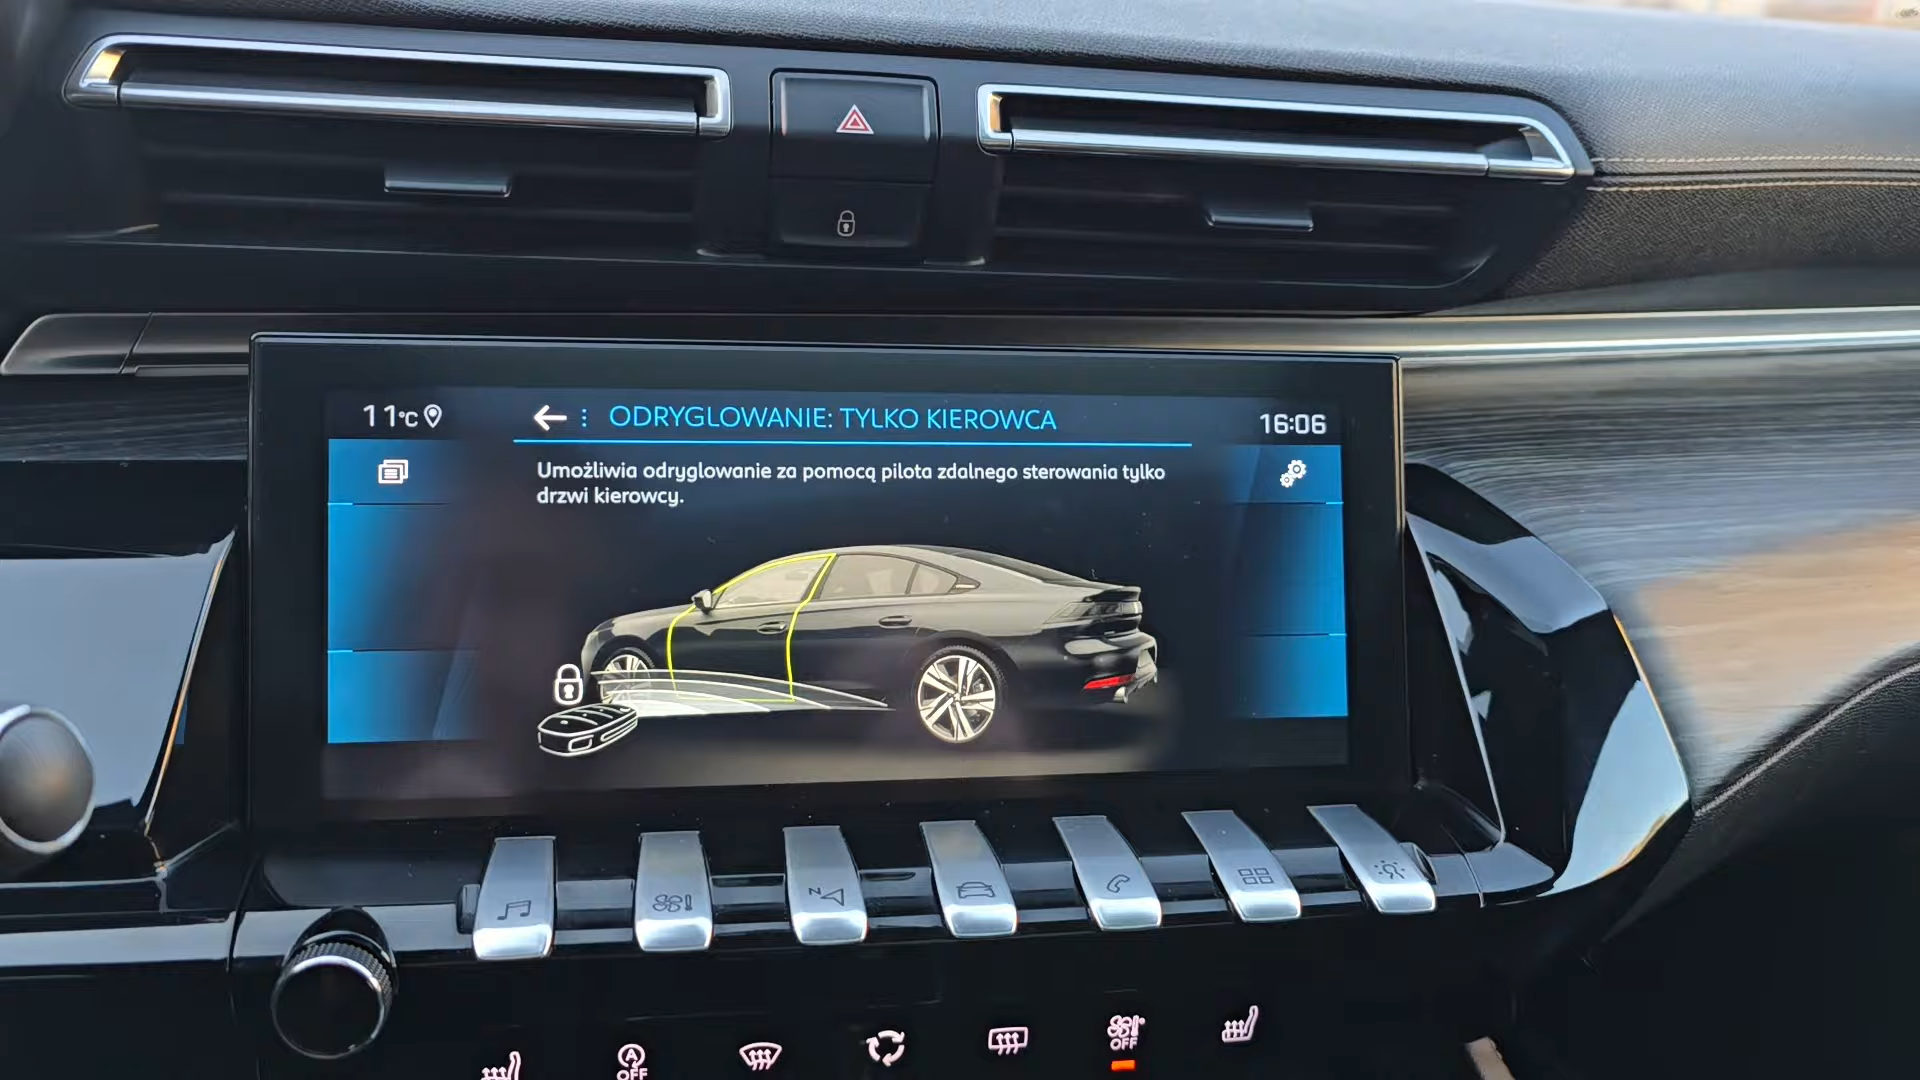 11°C
ODRYGLOWANIE: TYLKO KIEROWCA
16:06
Umożliwia odryglowanie za pomocą pilota zdalnego sterowania tylko
drzwi kierowcy.
N
A
OFF
OFF